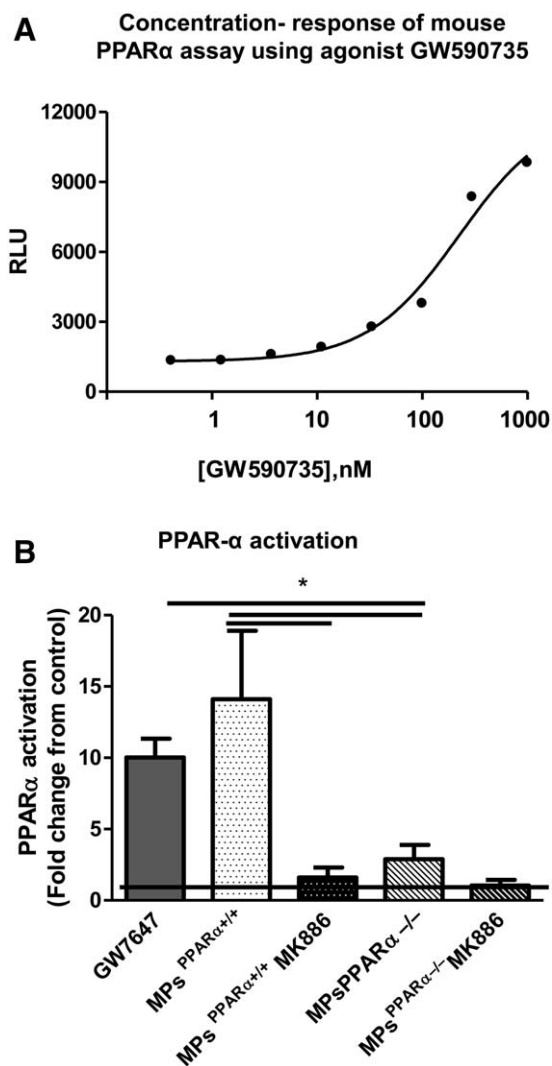 A
Concentration- response of mouse
PPARα assay using agonist GW590735
12000
9000
6000
3000
0
RLU
1 10 100 1000
[GW590735],nM
B
PPAR-α activation
*
20
15
10
5
0
PPARα activation
(Fold change from control)
GW7647
MPs PPARα+/+
MPs PPARα+/+ MK886
MPsPPARα –/–
MPsPPARα–/–MK886